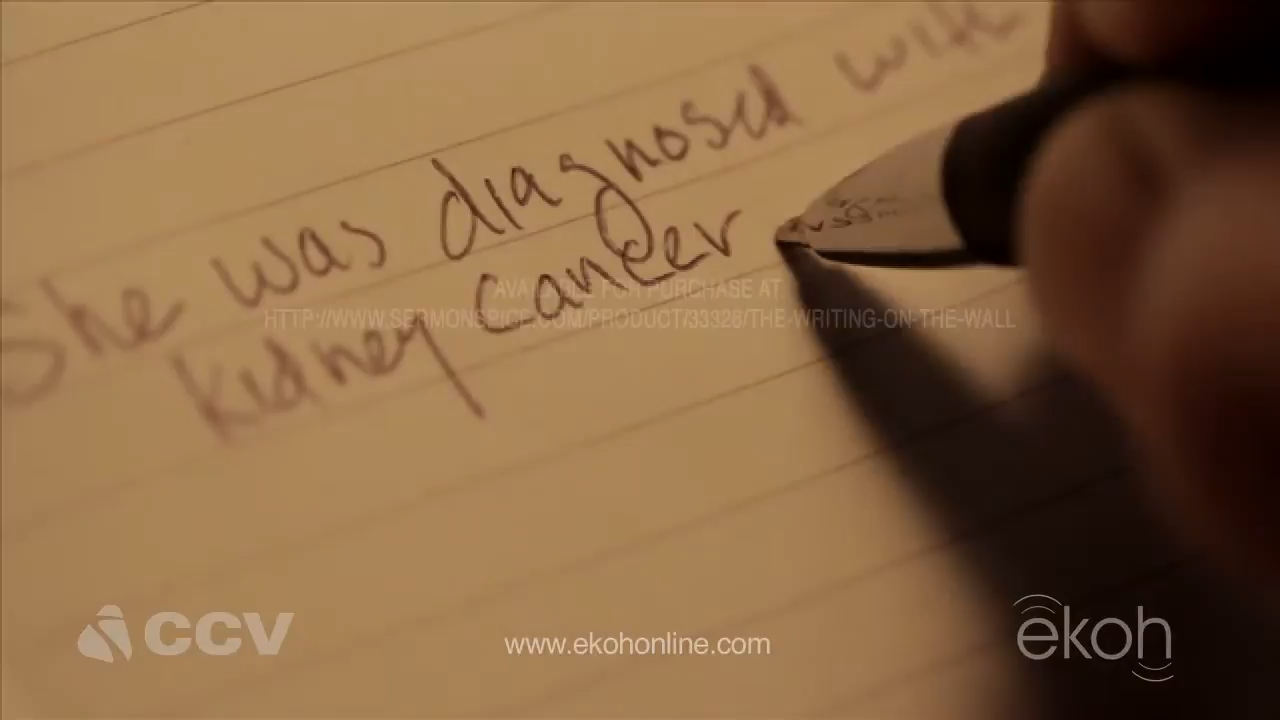 She was diagnosed with
kidney cancer
AVAILABLE FOR PURCHASE AT
HTTP://WWW.SERMONSPICE.COM/PRODUCT/33328/THE-WRITING-ON-THE-WALL
CCV
www.ekohonline.com
ekoh